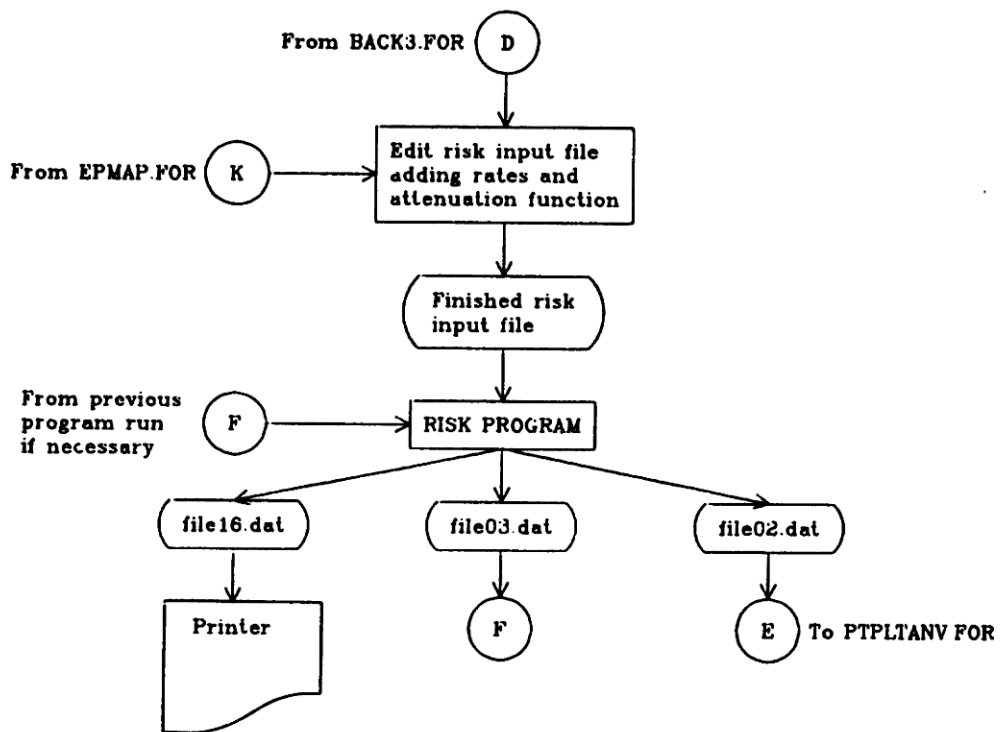 From BACK3.FOR D
Edit risk input file
adding rates and
attenuation function
From EPMAP.FOR K
Finished risk
input file
From previous
program run
if necessary
F
RISK PROGRAM
file16.dat
file03.dat
file02.dat
Printer
F
E To PTPLTANV FOR